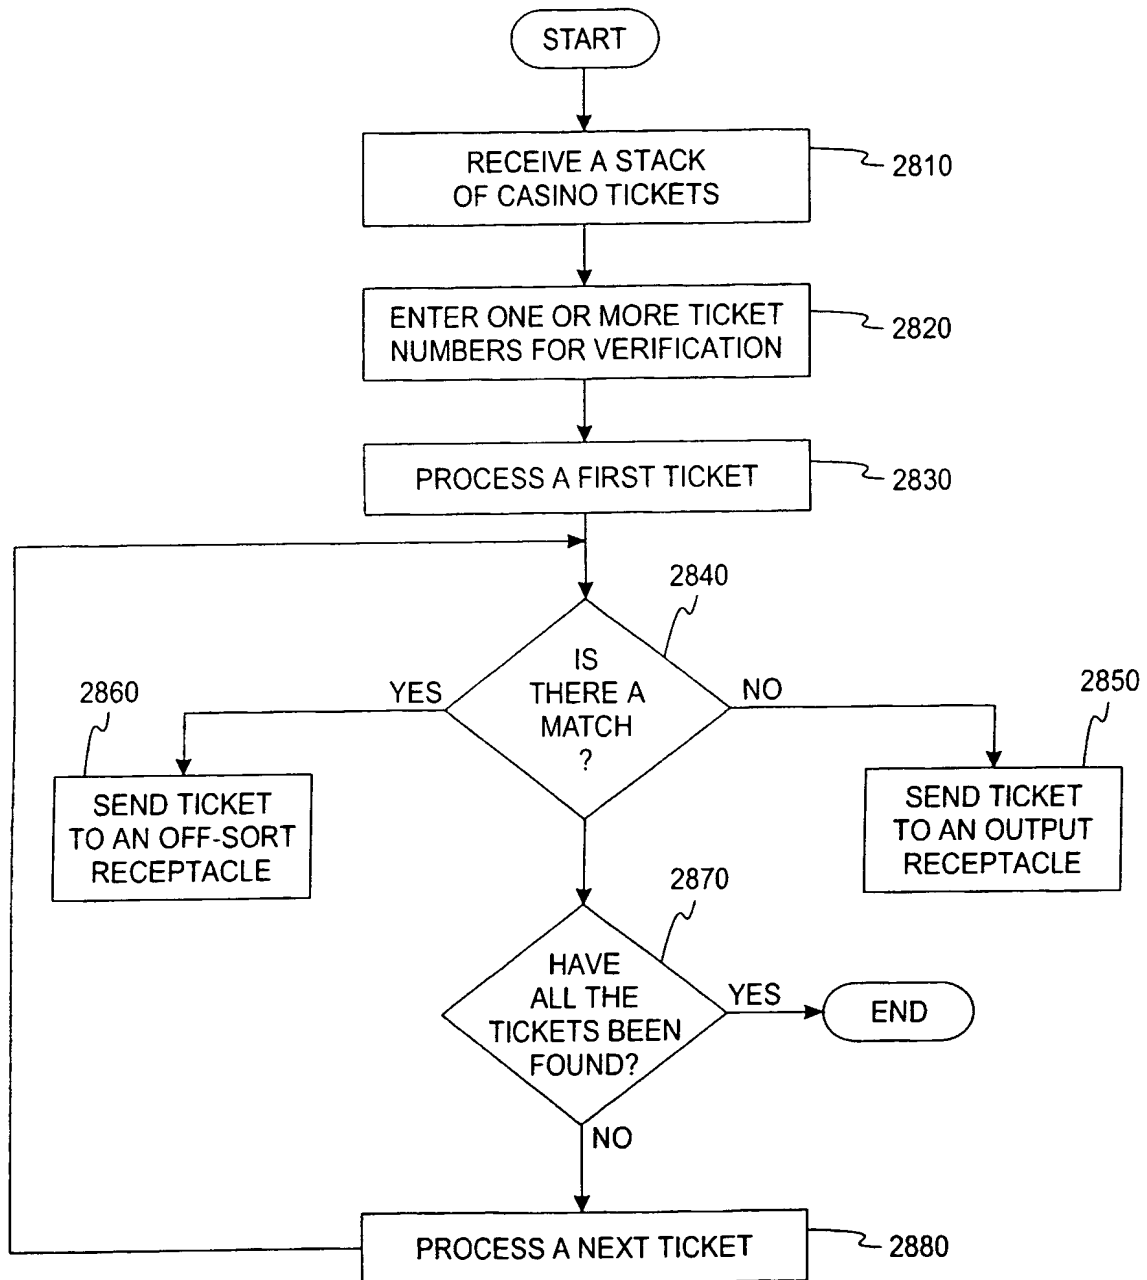 START
RECEIVE A STACK
OF CASINO TICKETS
2810
ENTER ONE OR MORE TICKET
NUMBERS FOR VERIFICATION
2820
PROCESS A FIRST TICKET
2830
2840
IS
THERE A
MATCH
?
YES
NO
2860
2850
SEND TICKET
TO AN OFF-SORT
RECEPTACLE
SEND TICKET
TO AN OUTPUT
RECEPTACLE
2870
HAVE
ALL THE
TICKETS BEEN
FOUND?
YES
END
NO
PROCESS A NEXT TICKET
2880